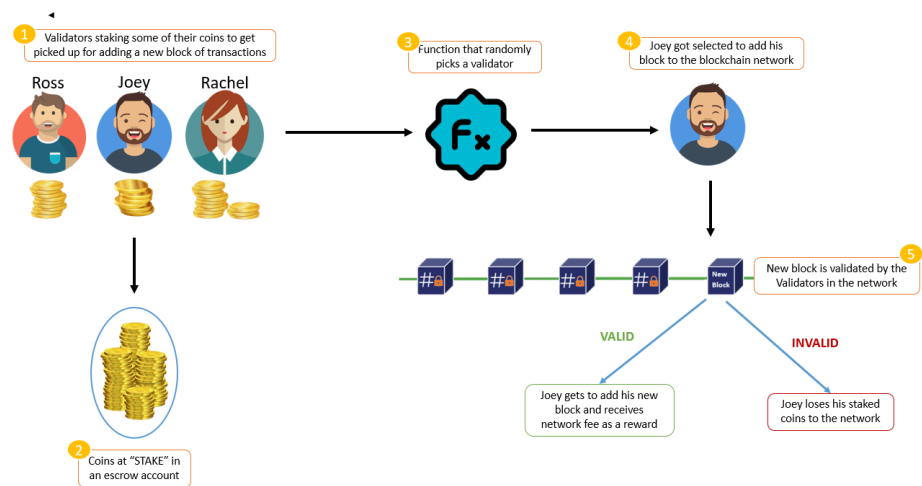 1
Validators staking some of their coins to get
picked up for adding a new block of transactions
Ross
Joey
Rachel
3
Function that randomly
picks a validator
Fx
4
Joey got selected to add his
block to the blockchain network
#
#
#
#
New
Block
5
New block is validated by the
Validators in the network
VALID
INVALID
Joey gets to add his new
block and receives
network fee as a reward
Joey loses his staked
coins to the network
2
Coins at “STAKE” in
an escrow account